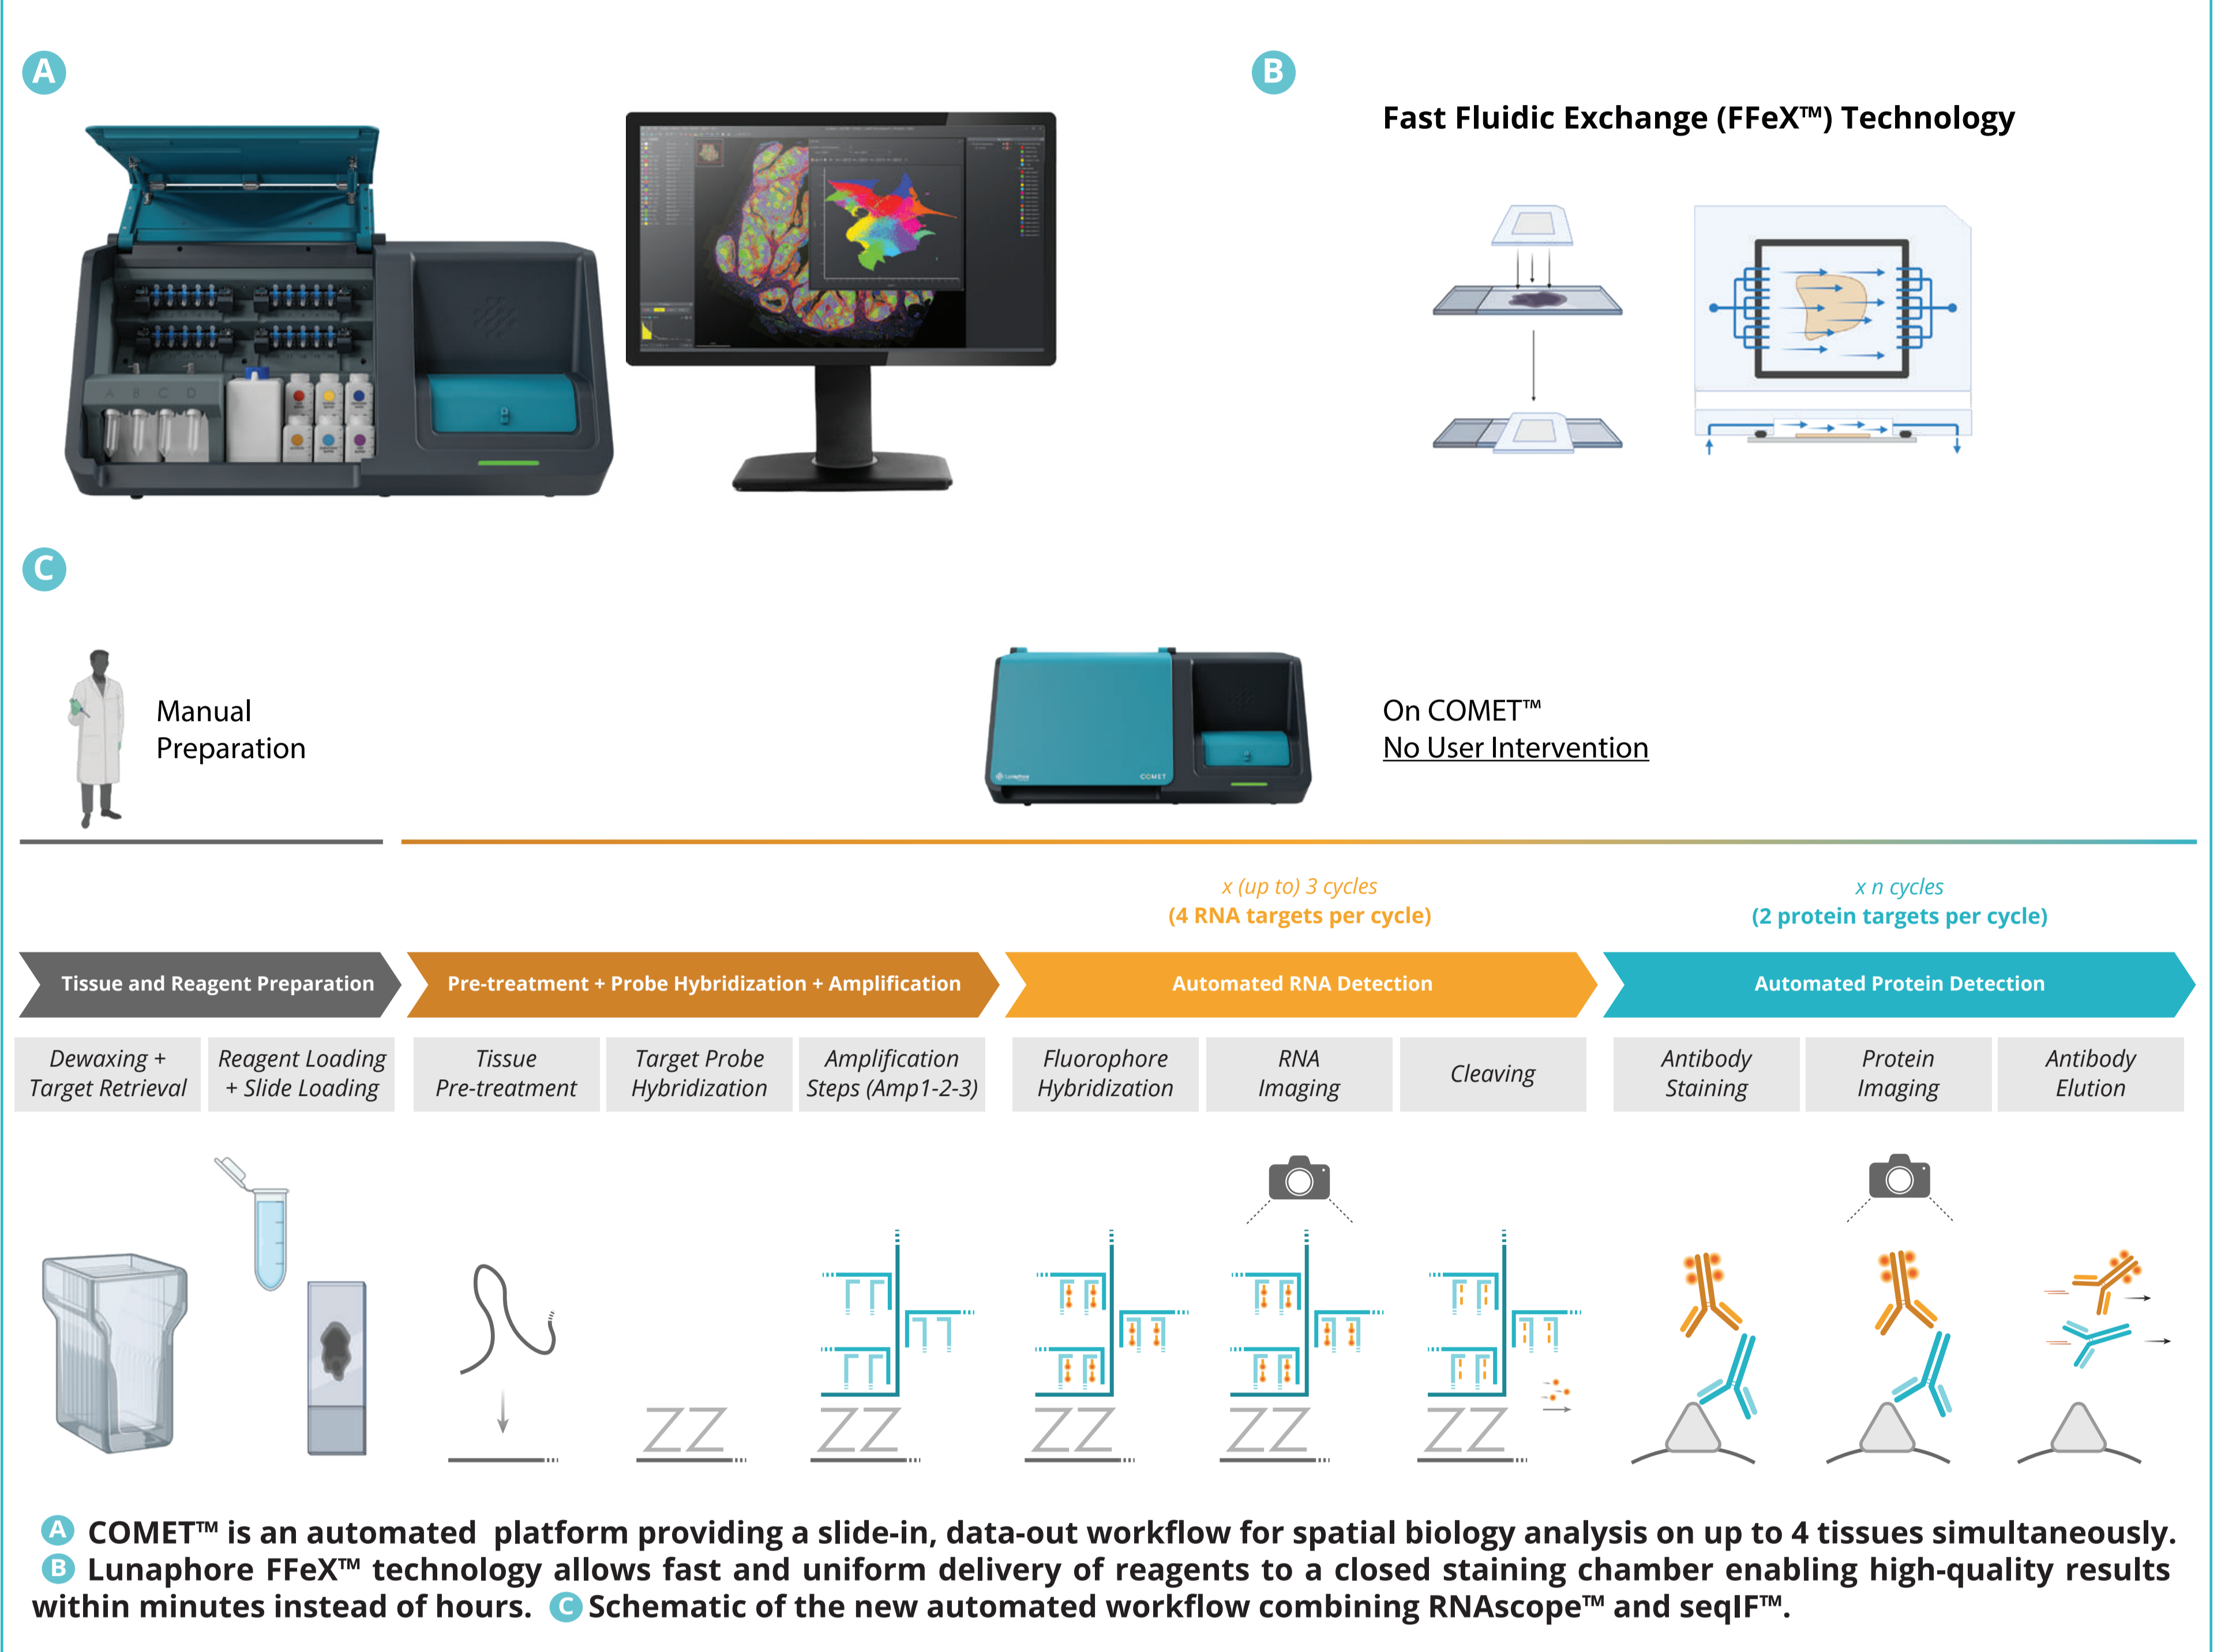 A
B
Fast Fluidic Exchange (FFeX™) Technology
A B C D
C
Manual
Preparation
Lunaphore
COMET
On COMET™
No User Intervention
x (up to) 3 cycles
(4 RNA targets per cycle)
x n cycles
(2 protein targets per cycle)
Tissue and Reagent Preparation
Pre-treatment + Probe Hybridization + Amplification
Automated RNA Detection
Automated Protein Detection
Dewaxing +
Target Retrieval
Reagent Loading
+ Slide Loading
Tissue
Pre-treatment
Target Probe
Hybridization
Amplification
Steps (Amp1-2-3)
Fluorophore
Hybridization
RNA
Imaging
Cleaving
Antibody
Staining
Protein
Imaging
Antibody
Elution
A COMET™ is an automated platform providing a slide-in, data-out workflow for spatial biology analysis on up to 4 tissues simultaneously.
B Lunaphore FFeX™ technology allows fast and uniform delivery of reagents to a closed staining chamber enabling high-quality results
within minutes instead of hours. C Schematic of the new automated workflow combining RNAscope™ and seqIF™.